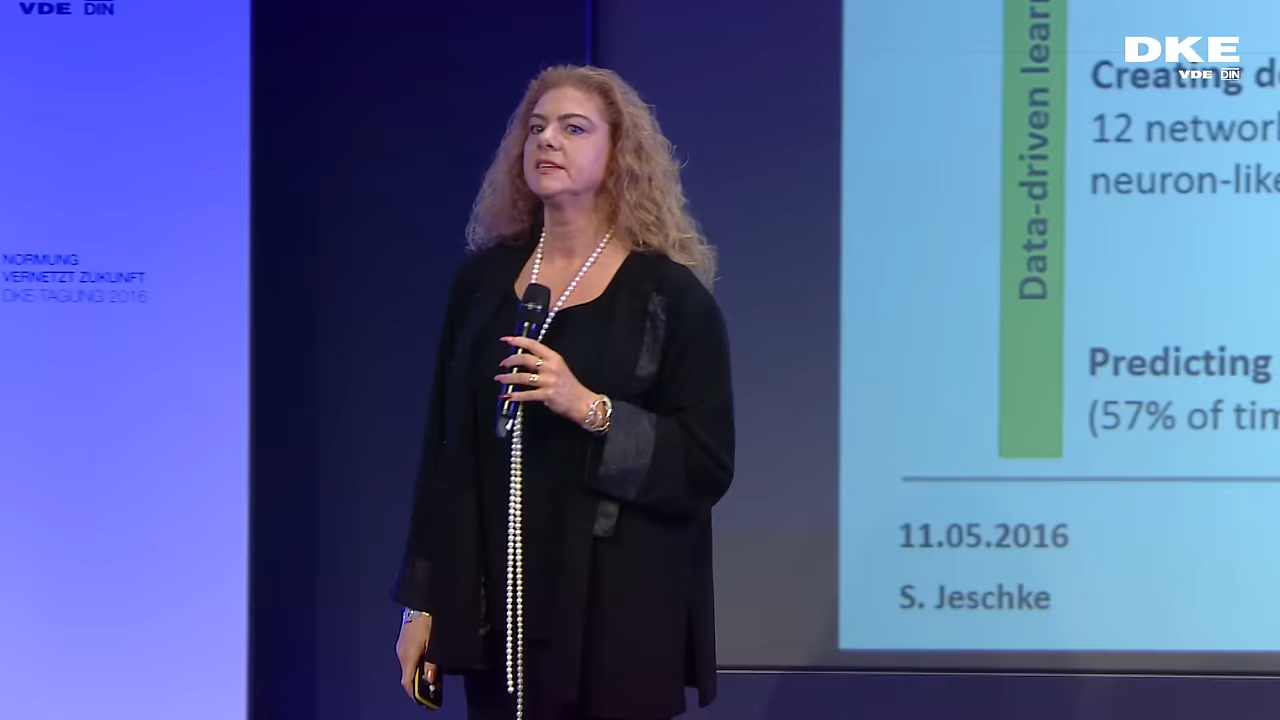 VDE DIN
NORMUNG
VERNETZT ZUKUNFT
DKE-TAGUNG 2016
DKE
VDE DIN
Data-driven lear
Creating d
12 networ
neuron-like
Predicting
(57% of tim
11.05.2016
S. Jeschke